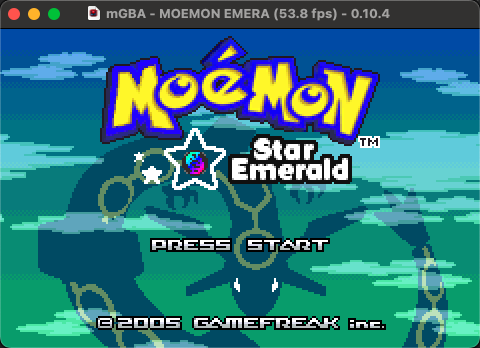 mGBA - MOEMON EMERA (53.8 fps) - 0.10.4
MoéMoN
TM
Star
Emerald
PRESS START
©2005 GAMEFREAK inc.